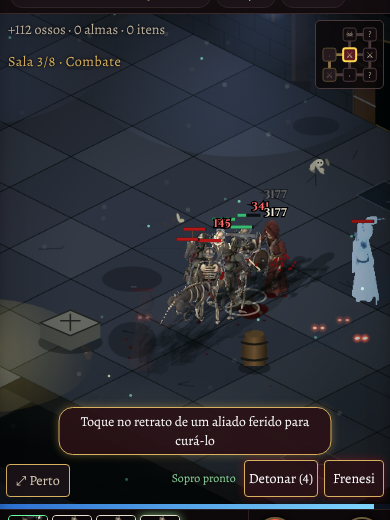 +112 ossos · 0 almas · 0 itens
Sala 3/8 · Combate
? 
?
3177
341
3177
145
Toque no retrato de um aliado ferido para
curá-lo
Perto
Sopro pronto
Detonar (4)
Frenesi